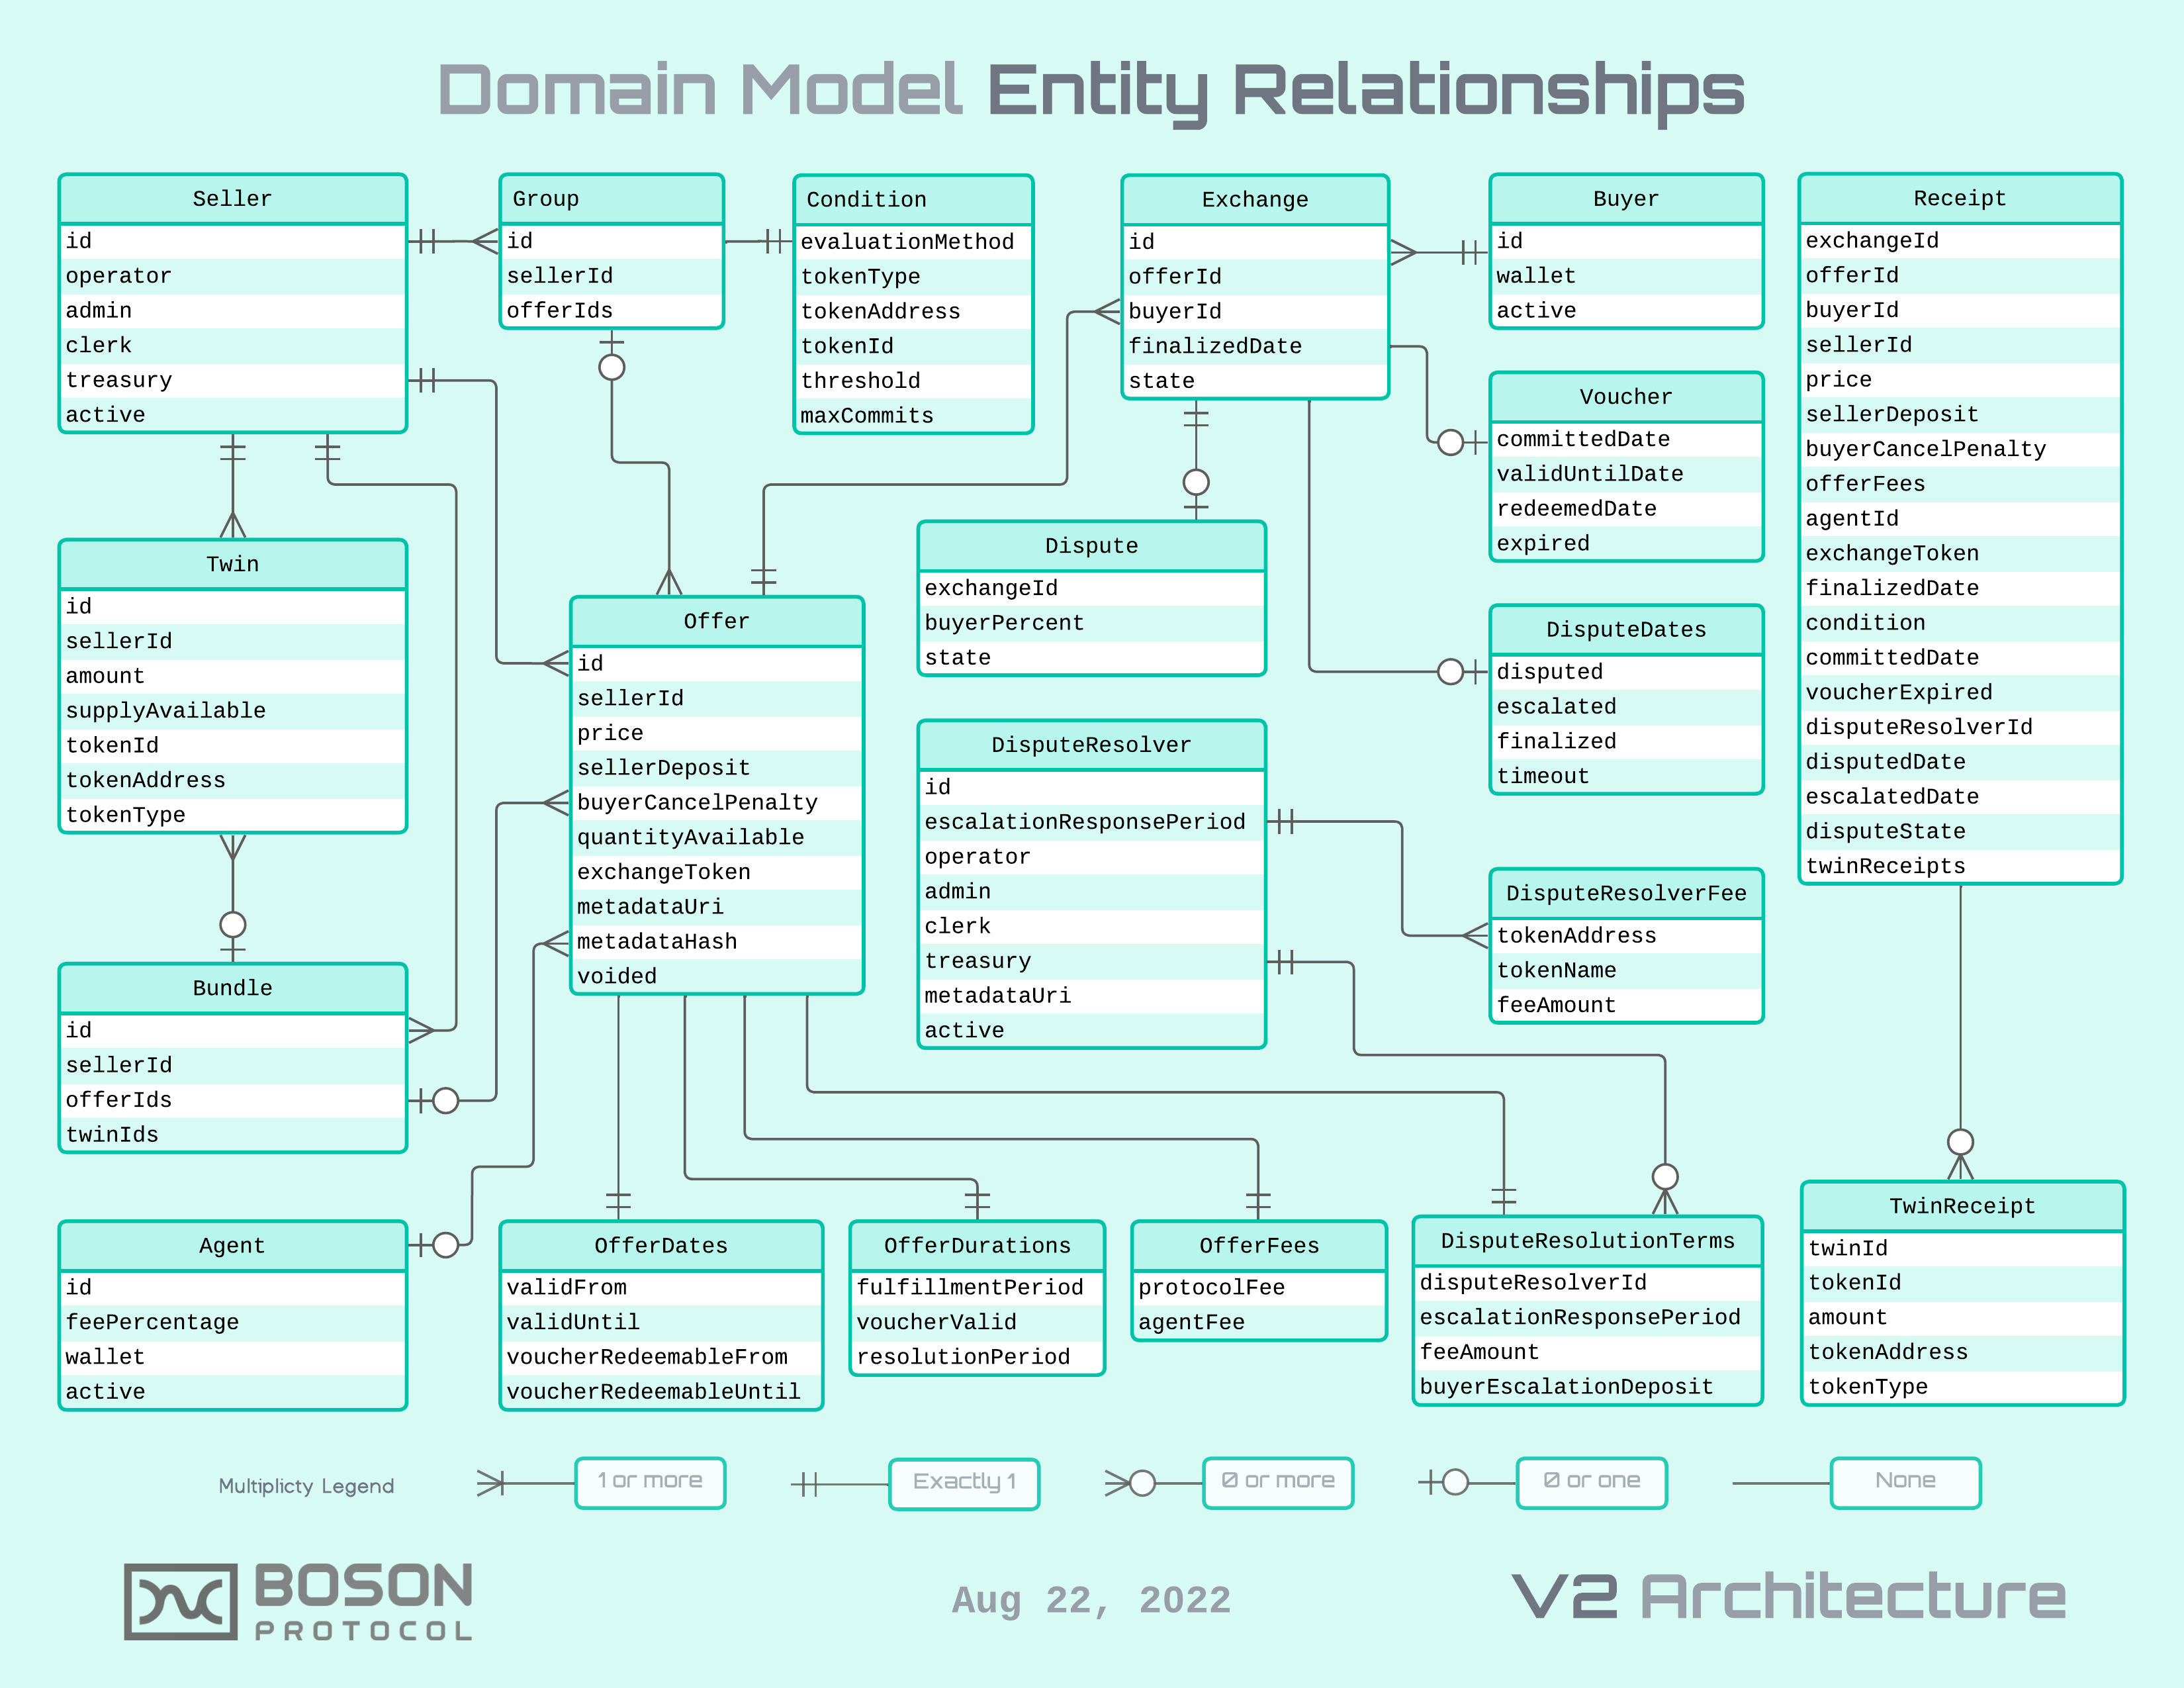 Domain Model Entity Relationships
Seller
id
operator
admin
clerk
treasury
active
Group
id
sellerId
offerIds
Condition
evaluationMethod
tokenType
tokenAddress
tokenId
threshold
maxCommits
Exchange
id
offerId
buyerId
finalizedDate
state
Buyer
id
wallet
active
Receipt
exchangeId
offerId
buyerId
sellerId
price
sellerDeposit
buyerCancelPenalty
offerFees
agentId
exchangeToken
finalizedDate
condition
committedDate
voucherExpired
disputeResolverId
disputedDate
escalatedDate
disputeState
twinReceipts
Voucher
committedDate
validUntilDate
redeemedDate
expired
Twin
id
sellerId
amount
supplyAvailable
tokenId
tokenAddress
tokenType
Offer
id
sellerId
price
sellerDeposit
buyerCancelPenalty
quantityAvailable
exchangeToken
metadataUri
metadataHash
voided
Dispute
exchangeId
buyerPercent
state
DisputeDates
disputed
escalated
finalized
timeout
DisputeResolver
id
escalationResponsePeriod
operator
admin
clerk
treasury
metadataUri
active
DisputeResolverFee
tokenAddress
tokenName
feeAmount
Bundle
id
sellerId
offerIds
twinIds
Agent
id
feePercentage
wallet
active
OfferDates
validFrom
validUntil
voucherRedeemableFrom
voucherRedeemableUntil
OfferDurations
fulfillmentPeriod
voucherValid
resolutionPeriod
OfferFees
protocolFee
agentFee
DisputeResolutionTerms
disputeResolverId
escalationResponsePeriod
feeAmount
buyerEscalationDeposit
TwinReceipt
twinId
tokenId
amount
tokenAddress
tokenType
Multiplicty Legend
1 or more
Exactly 1
0 or more
0 or one
None
BOSON
PROTOCOL
Aug 22, 2022
V2 Architecture